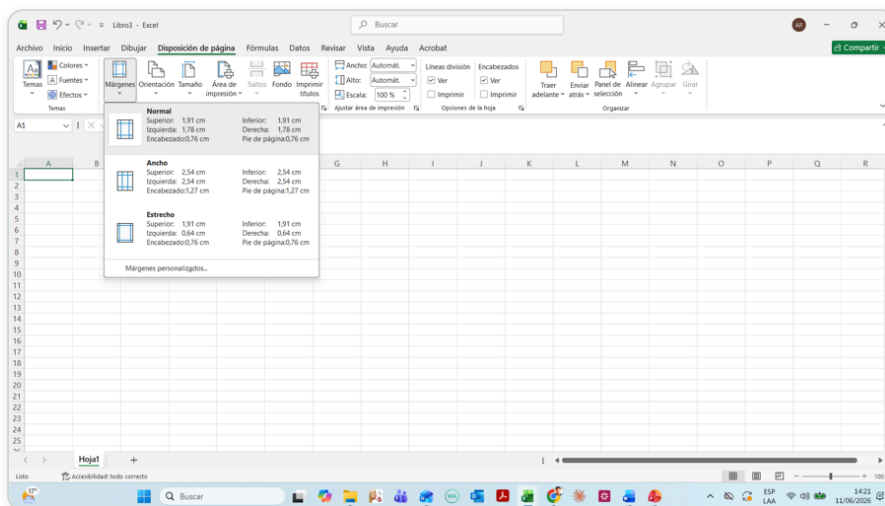 Libro3 - Excel
Buscar
AR
Archivo Inicio Insertar Dibujar Disposición de página Fórmulas Datos Revisar Vista Ayuda Acrobat
Compartir
Temas
Colores
Fuentes
Efectos
Temas
Márgenes Orientación Tamaño Área de impresión Saltos Fondo Imprimir títulos
Ancho: Automát.
Alto: Automát.
Escala: 100 %
Ajustar área de impresión
Líneas división Encabezados
Ver Ver
Imprimir Imprimir
Opciones de la hoja
Traer adelante Enviar atrás Panel de selección Alinear Agrupar Girar
Organizar
A1
Normal
Superior: 1,91 cm Inferior: 1,91 cm
Izquierda: 1,78 cm Derecha: 1,78 cm
Encabezado:0,76 cm Pie de página:0,76 cm
Ancho
Superior: 2,54 cm Inferior: 2,54 cm
Izquierda: 2,54 cm Derecha: 2,54 cm
Encabezado:1,27 cm Pie de página:1,27 cm
Estrecho
Superior: 1,91 cm Inferior: 1,91 cm
Izquierda: 0,64 cm Derecha: 0,64 cm
Encabezado:0,76 cm Pie de página:0,76 cm
Márgenes personalizados...
A B G H I J K L M N O P Q R
1
2
3
4
5
6
7
8
9
10
11
12
13
14
15
16
17
18
19
20
21
22
23
24
25
Hoja1
Listo Accesibilidad: todo correcto 100
17°
Buscar
ESP
LAA
14:21
11/06/2026